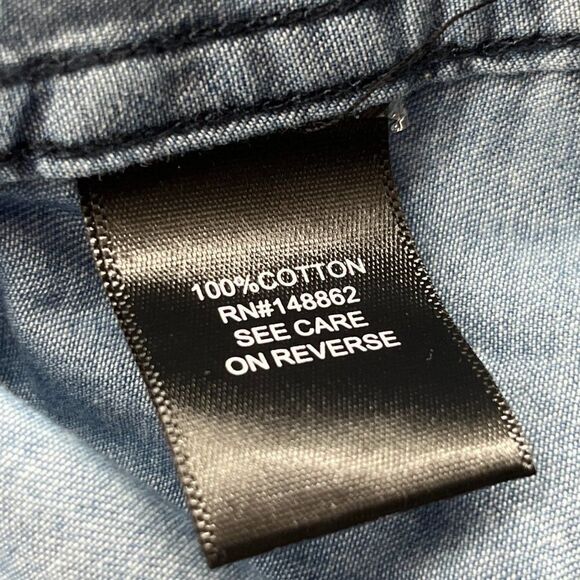 100%COTTON
RN#148862
SEE CARE
ON REVERSE